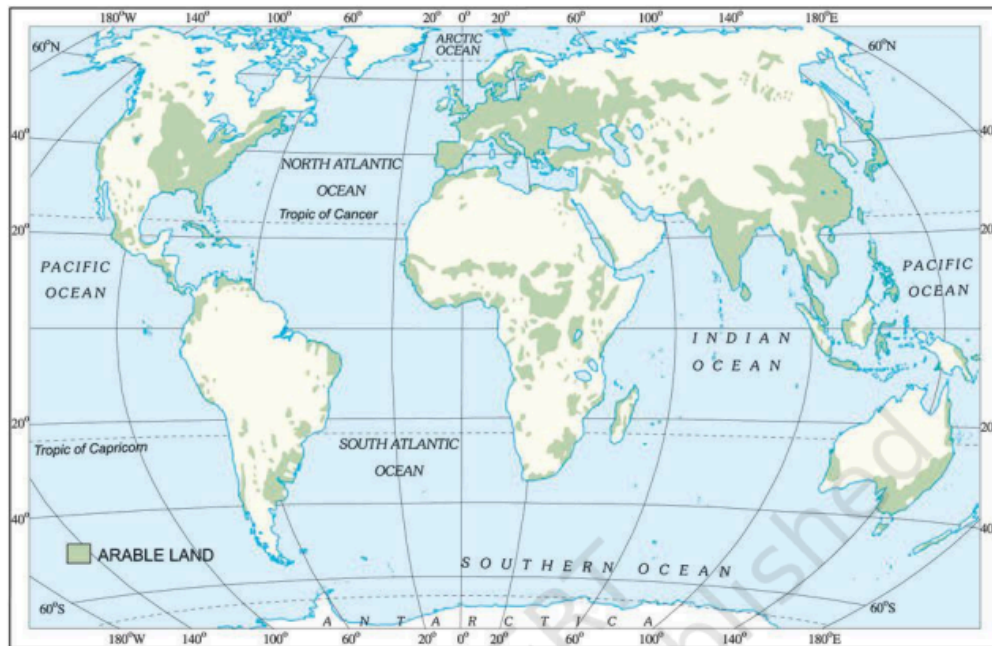 180°W 140° 100° 60° 20° 0° 20° 60° 100° 140° 180°E
60°N
ARCTIC
OCEAN
60°N
40°
40°
NORTH ATLANTIC
OCEAN
Tropic of Cancer
20°
20°
PACIFIC
OCEAN
PACIFIC
OCEAN
INDIAN
OCEAN
20°
20°
Tropic of Capricorn
SOUTH ATLANTIC
OCEAN
40°
40°
ARABLE LAND
SOUTHERN OCEAN
60°S
60°S
ANTARCTICA
180°W 140° 100° 60° 20° 0° 20° 60° 100° 140° 180°E